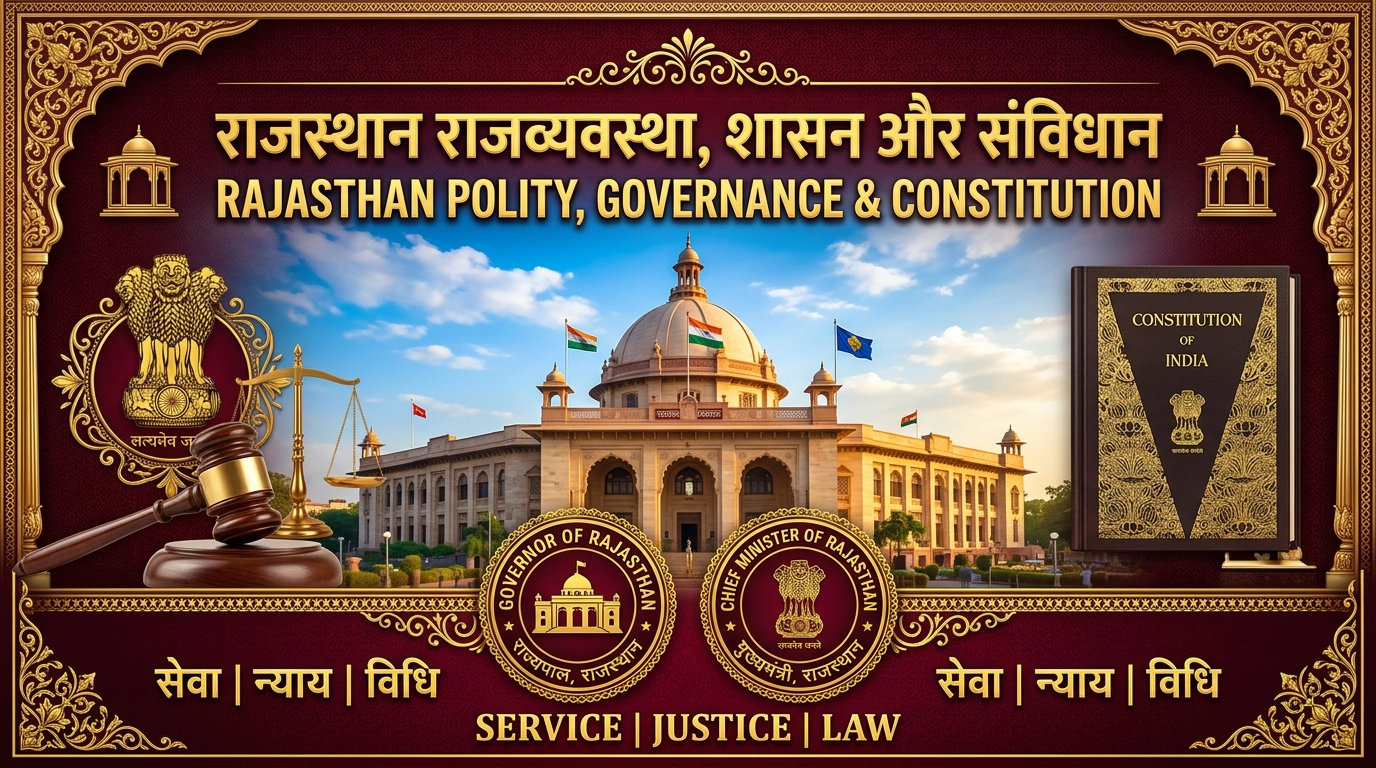 राजस्थान राजव्यवस्था, शासन और संविधान
RAJASTHAN POLITY, GOVERNANCE & CONSTITUTION
CONSTITUTION
OF
INDIA
GOVERNOR OF RAJASTHAN
राज्यपाल, राजस्थान
CHIEF MINISTER OF RAJASTHAN
मुख्यमंत्री, राजस्थान
सेवा | न्याय | विधि
सेवा | न्याय | विधि
SERVICE | JUSTICE | LAW